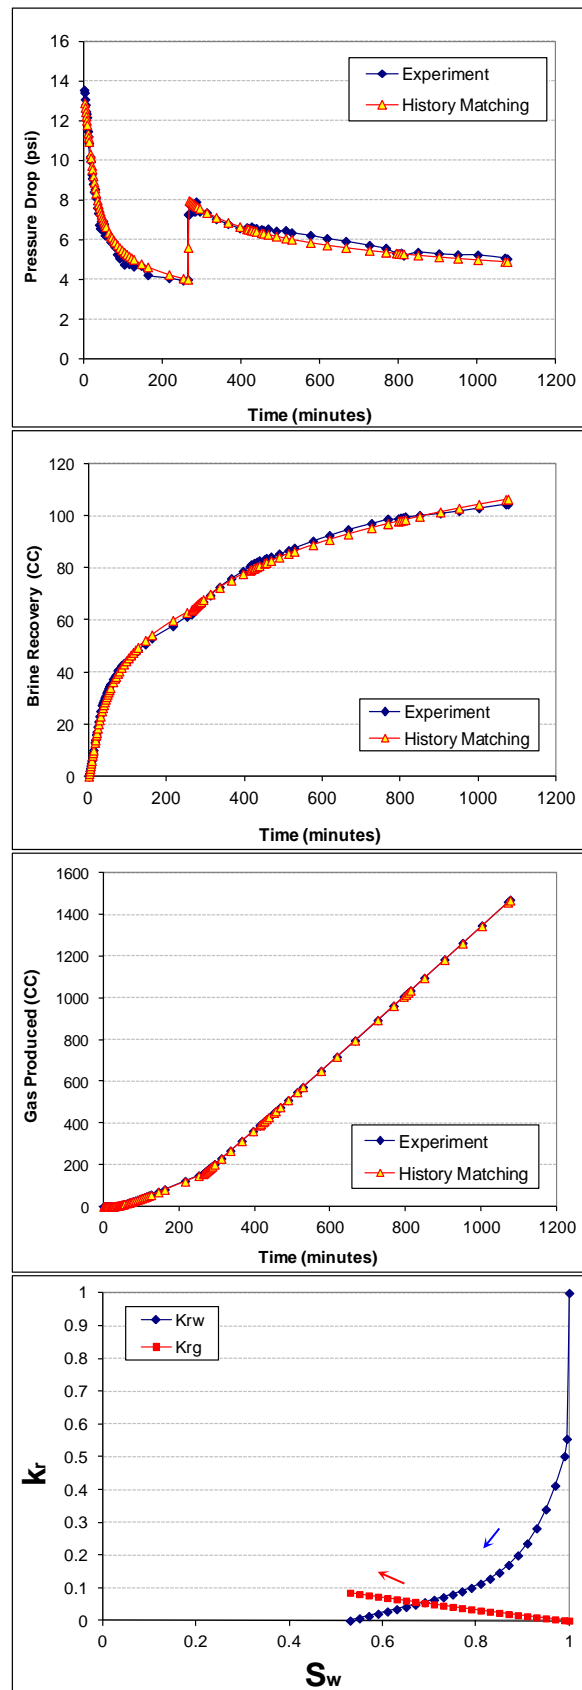 16
14
12
10
8
6
4
2
0
Pressure Drop (psi)
Experiment
History Matching
0 200 400 600 800 1000 1200
Time (minutes)
120
100
80
60
40
20
0
Brine Recovery (CC)
Experiment
History Matching
0 200 400 600 800 1000 1200
Time (minutes)
1600
1400
1200
1000
800
600
400
200
0
Gas Produced (CC)
Experiment
History Matching
0 200 400 600 800 1000 1200
Time (minutes)
1
0.9
0.8
0.7
0.6
0.5
0.4
0.3
0.2
0.1
0
kr
Krw
Krg
0 0.2 0.4 0.6 0.8 1
Sw